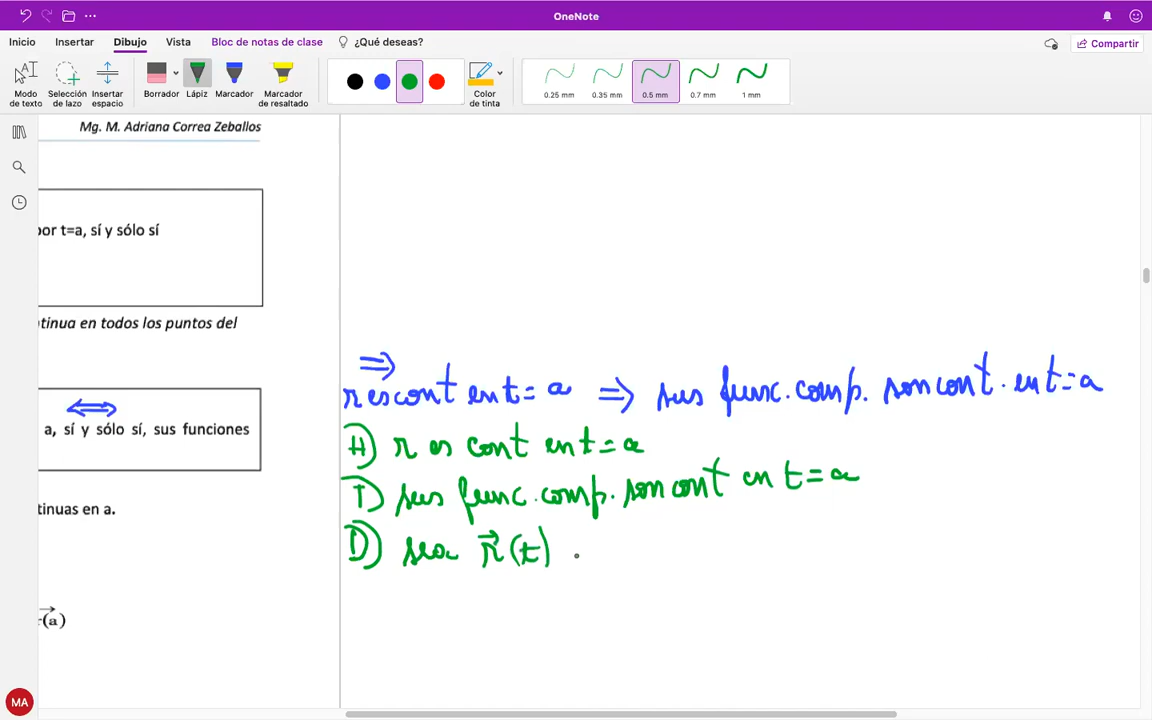 OneNote
Inicio Insertar Dibujo Vista Bloc de notas de clase ¿Qué deseas? Compartir
Modo de texto Selección de lazo Insertar espacio Borrador Lápiz Marcador Marcador de resaltado Color de tinta 0.25 mm 0.35 mm 0.5 mm 0.7 mm 1 mm
Mg. M. Adriana Correa Zeballos
por t=a, sí y sólo sí
tinua en todos los puntos del
⇔
a, sí y sólo sí, sus funciones
tinuas en a.
r(a)
⇒
r es cont en t = a ⇒ sus func. comp. son cont. en t = a
H) r es cont en t = a
T) sus func. comp. son cont en t = a
D) sea r⃗(t)
MA